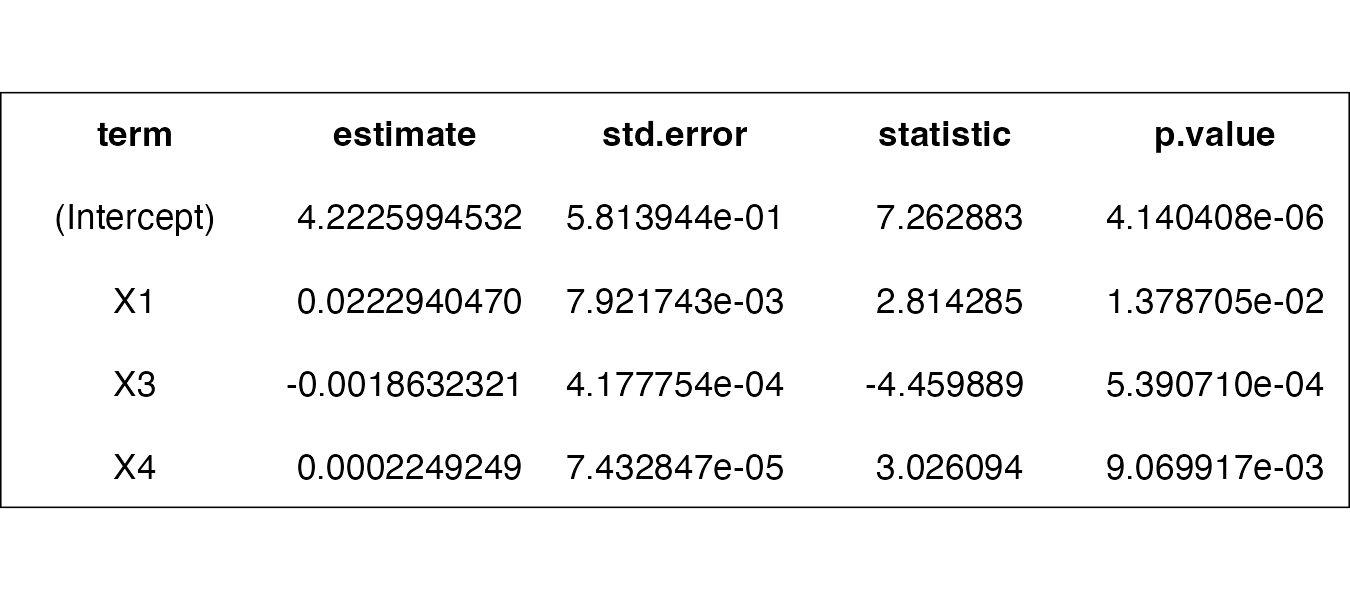 term estimate std.error statistic p.value
(Intercept) 4.2225994532 5.813944e-01 7.262883 4.140408e-06
X1 0.0222940470 7.921743e-03 2.814285 1.378705e-02
X3 -0.0018632321 4.177754e-04 -4.459889 5.390710e-04
X4 0.0002249249 7.432847e-05 3.026094 9.069917e-03